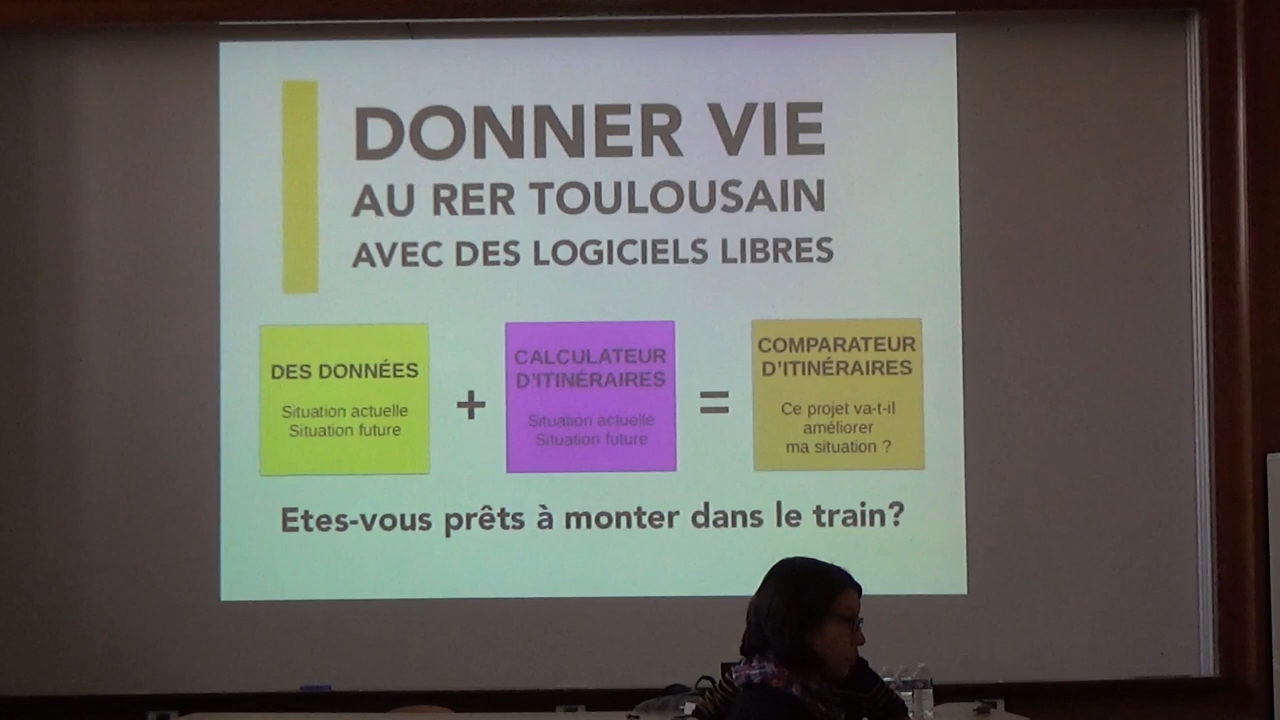 DONNER VIE
AU RER TOULOUSAIN
AVEC DES LOGICIELS LIBRES
DES DONNÉES
Situation actuelle
Situation future
+
CALCULATEUR
D'ITINÉRAIRES
Situation actuelle
Situation future
=
COMPARATEUR
D'ITINÉRAIRES
Ce projet va-t-il
améliorer
ma situation ?
Etes-vous prêts à monter dans le train?